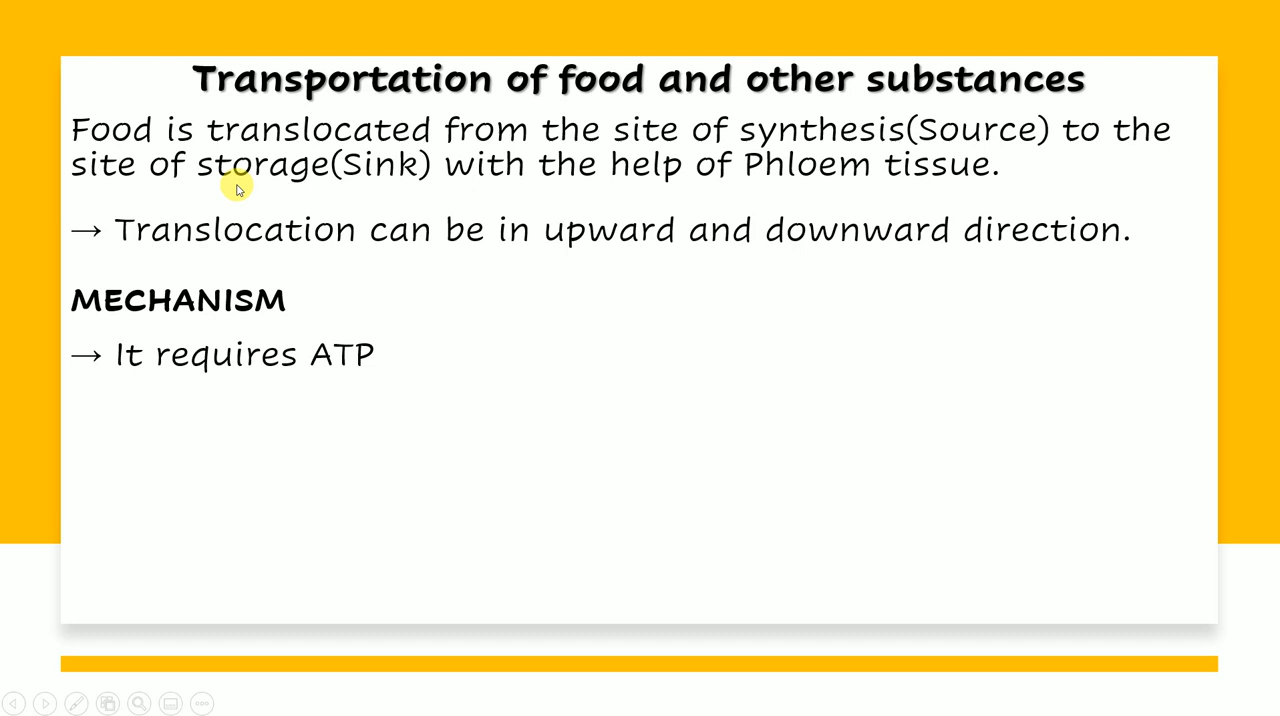 Transportation of food and other substances
Food is translocated from the site of synthesis(Source) to the
site of storage(Sink) with the help of Phloem tissue.
→ Translocation can be in upward and downward direction.
MECHANISM
→ It requires ATP